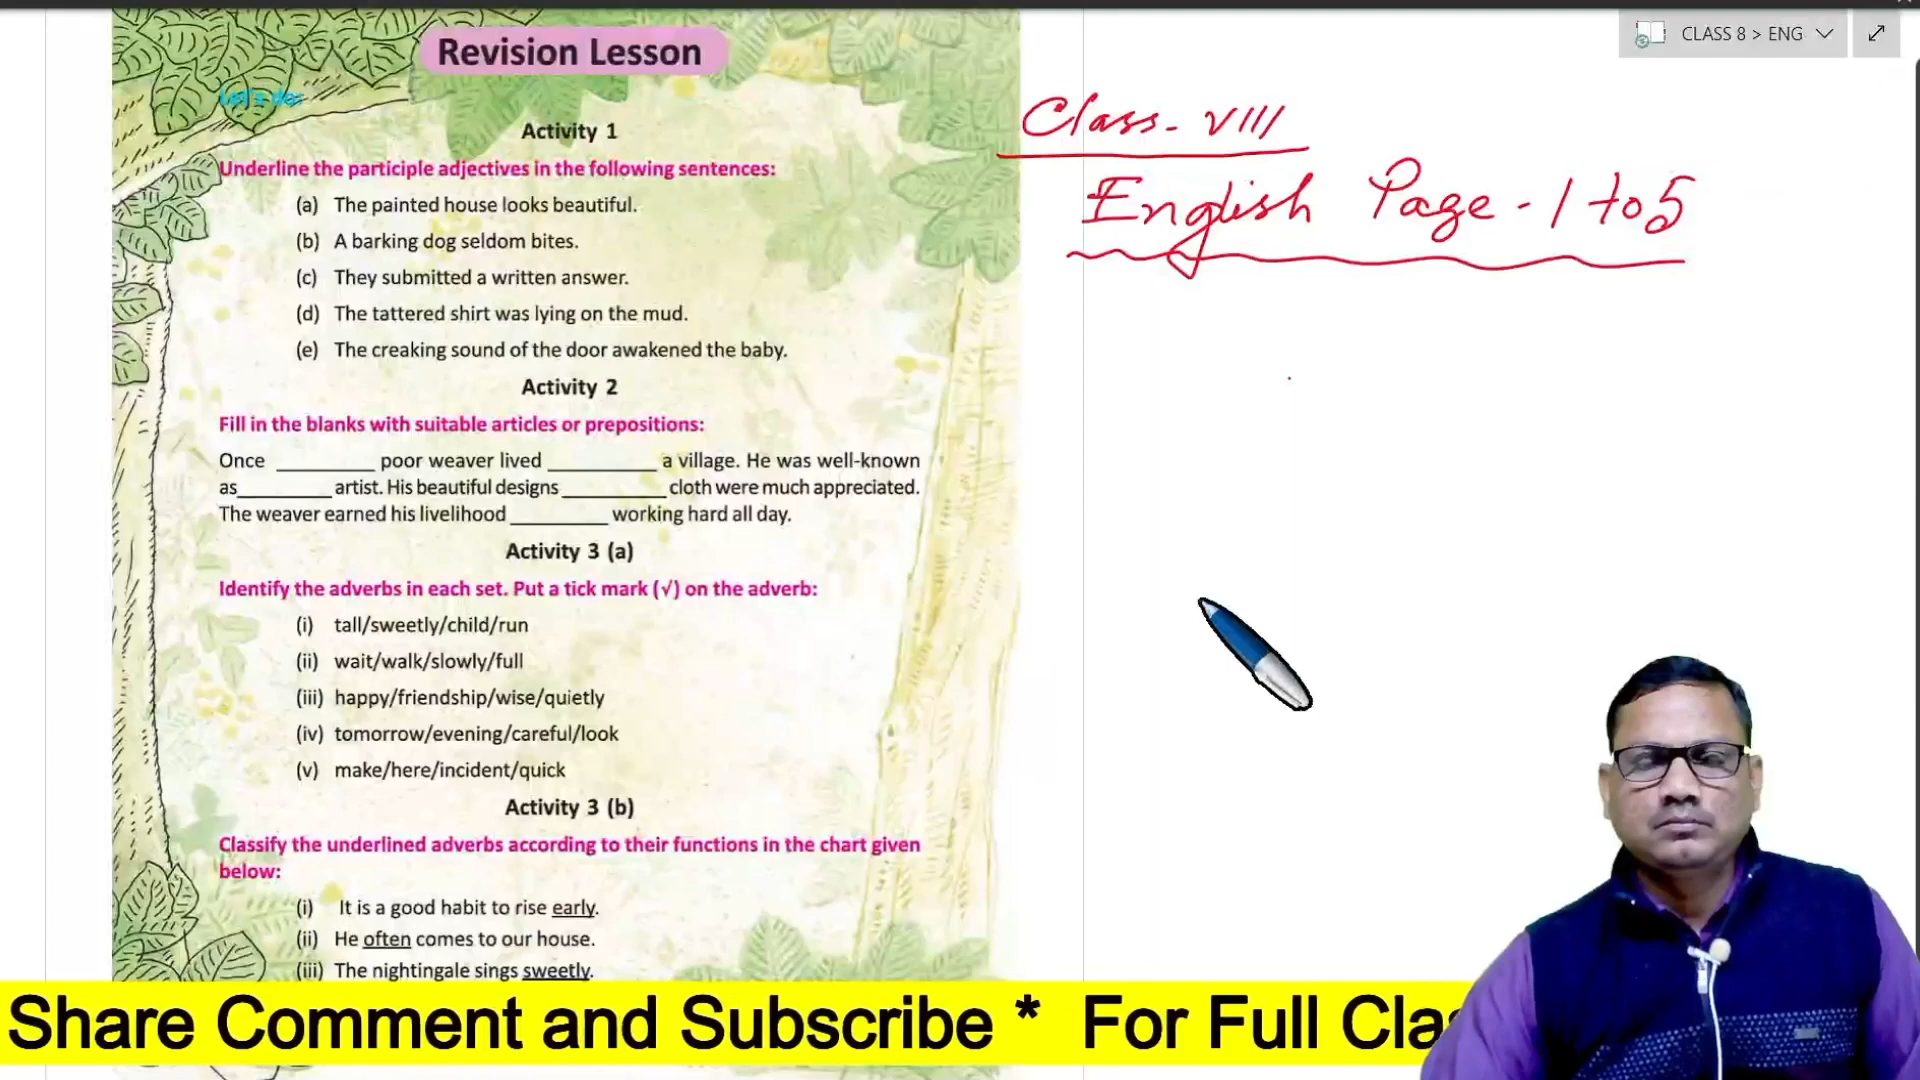 Revision Lesson
CLASS 8 > ENG
Let's do:
Activity 1
Underline the participle adjectives in the following sentences:
(a) The painted house looks beautiful.
(b) A barking dog seldom bites.
(c) They submitted a written answer.
(d) The tattered shirt was lying on the mud.
(e) The creaking sound of the door awakened the baby.
Activity 2
Fill in the blanks with suitable articles or prepositions:
Once __________ poor weaver lived ___________ a village. He was well-known
as__________ artist. His beautiful designs ___________ cloth were much appreciated.
The weaver earned his livelihood __________ working hard all day.
Activity 3 (a)
Identify the adverbs in each set. Put a tick mark (√) on the adverb:
(i) tall/sweetly/child/run
(ii) wait/walk/slowly/full
(iii) happy/friendship/wise/quietly
(iv) tomorrow/evening/careful/look
(v) make/here/incident/quick
Activity 3 (b)
Classify the underlined adverbs according to their functions in the chart given
below:
(i) It is a good habit to rise early.
(ii) He often comes to our house.
(iii) The nightingale sings sweetly.
Class - VIII
English Page - 1 to 5
Share Comment and Subscribe * For Full Clas